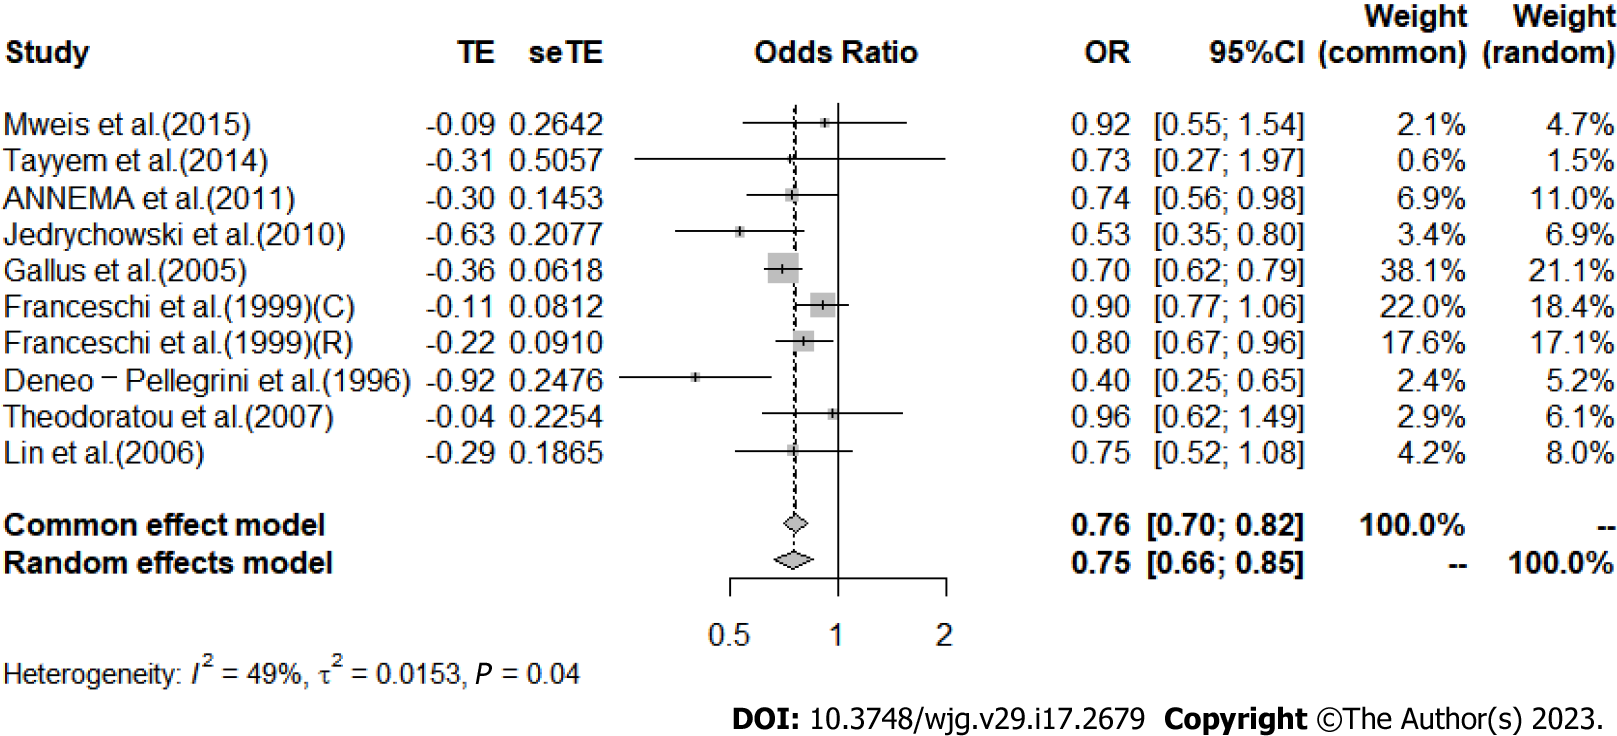 Weight Weight
Study TE seTE Odds Ratio OR 95%CI (common) (random)
Mweis et al.(2015) -0.09 0.2642 0.92 [0.55; 1.54] 2.1% 4.7%
Tayyem et al.(2014) -0.31 0.5057 0.73 [0.27; 1.97] 0.6% 1.5%
ANNEMA et al.(2011) -0.30 0.1453 0.74 [0.56; 0.98] 6.9% 11.0%
Jedrychowski et al.(2010) -0.63 0.2077 0.53 [0.35; 0.80] 3.4% 6.9%
Gallus et al.(2005) -0.36 0.0618 0.70 [0.62; 0.79] 38.1% 21.1%
Franceschi et al.(1999)(C) -0.11 0.0812 0.90 [0.77; 1.06] 22.0% 18.4%
Franceschi et al.(1999)(R) -0.22 0.0910 0.80 [0.67; 0.96] 17.6% 17.1%
Deneo − Pellegrini et al.(1996) -0.92 0.2476 0.40 [0.25; 0.65] 2.4% 5.2%
Theodoratou et al.(2007) -0.04 0.2254 0.96 [0.62; 1.49] 2.9% 6.1%
Lin et al.(2006) -0.29 0.1865 0.75 [0.52; 1.08] 4.2% 8.0%
Common effect model 0.76 [0.70; 0.82] 100.0% --
Random effects model 0.75 [0.66; 0.85] -- 100.0%
0.5 1 2
Heterogeneity: I² = 49%, τ² = 0.0153, P = 0.04
DOI: 10.3748/wjg.v29.i17.2679 Copyright ©The Author(s) 2023.